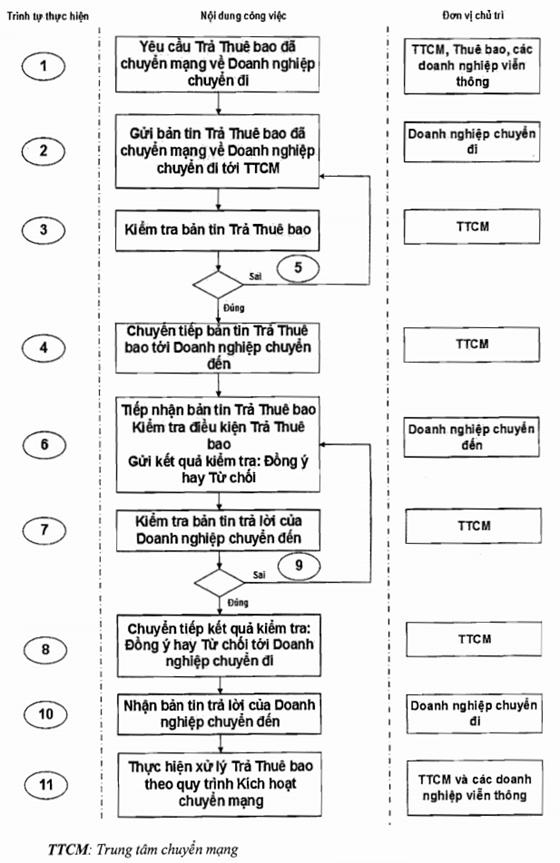 Trình tự thực hiện
Nội dung công việc
Đơn vị chủ trì
1
Yêu cầu Trả Thuê bao đã
chuyển mạng về Doanh nghiệp
chuyển đi
TTCM, Thuê bao, các
doanh nghiệp viễn
thông
2
Gửi bản tin Trả Thuê bao đã
chuyển mạng về Doanh nghiệp
chuyển đi tới TTCM
Doanh nghiệp chuyển
đi
3
Kiểm tra bản tin Trả Thuê bao
TTCM
5
Sai
Đúng
4
Chuyển tiếp bản tin Trả Thuê
bao tới Doanh nghiệp chuyển
đến
TTCM
6
Tiếp nhận bản tin Trả Thuê bao
Kiểm tra điều kiện Trả Thuê
bao
Gửi kết quả kiểm tra: Đồng ý
hay Từ chối
Doanh nghiệp chuyển
đến
7
Kiểm tra bản tin trả lời của
Doanh nghiệp chuyển đến
TTCM
9
Sai
Đúng
8
Chuyển tiếp kết quả kiểm tra:
Đồng ý hay Từ chối tới Doanh
nghiệp chuyển đi
TTCM
10
Nhận bản tin trả lời của Doanh
nghiệp chuyển đến
Doanh nghiệp chuyển
đi
11
Thực hiện xử lý Trả Thuê bao
theo quy trình Kích hoạt
chuyển mạng
TTCM và các doanh
nghiệp viễn thông
TTCM: Trung tâm chuyển mạng